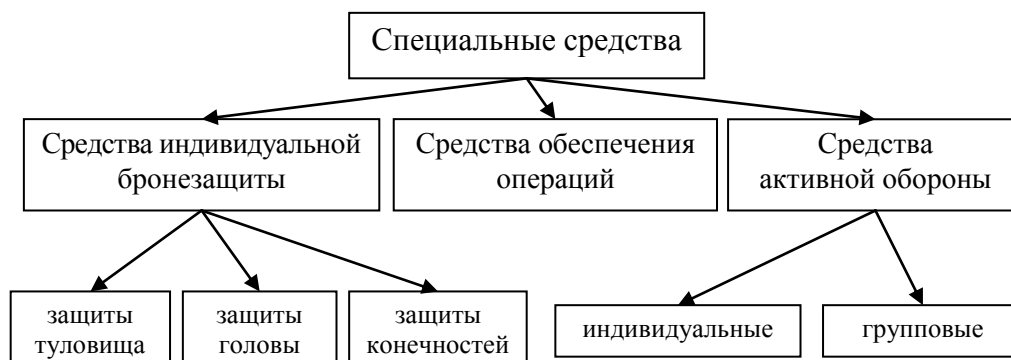 Специальные средства
Средства индивидуальной
бронезащиты
Средства обеспечения
операций
Средства
активной обороны
защиты
туловища
защиты
головы
защиты
конечностей
индивидуальные
групповые